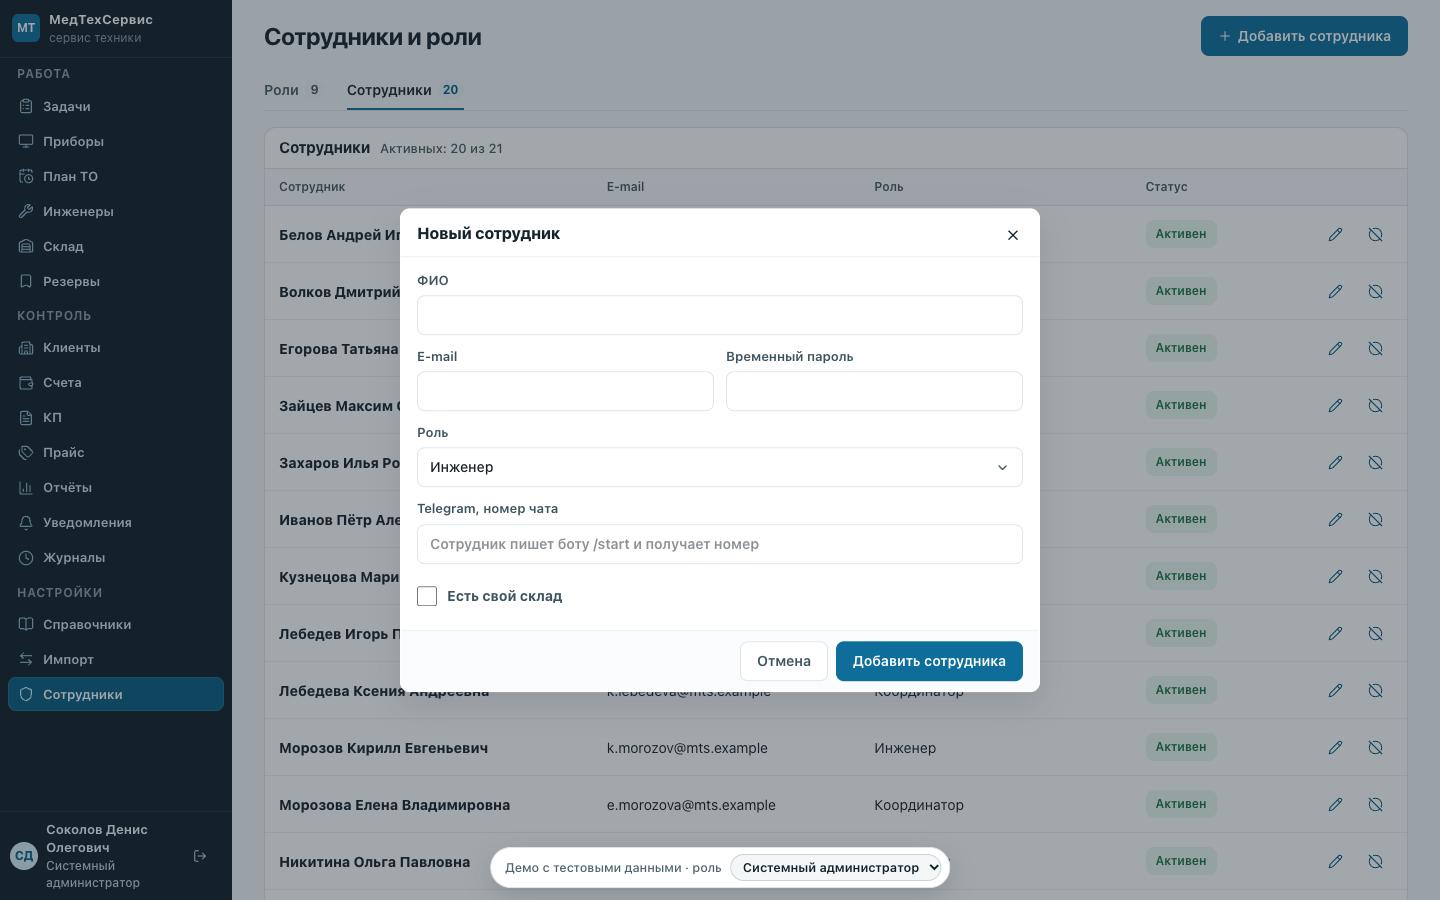 МТ
МедТехСервис
сервис техники
РАБОТА
Задачи
Приборы
План ТО
Инженеры
Склад
Резервы
КОНТРОЛЬ
Клиенты
Счета
КП
Прайс
Отчёты
Уведомления
Журналы
НАСТРОЙКИ
Справочники
Импорт
Сотрудники
СД
Соколов Денис
Олегович
Системный
администратор
Сотрудники и роли
+ Добавить сотрудника
Роли 9 Сотрудники 20
Сотрудники Активных: 20 из 21
Сотрудник E-mail Роль Статус
Белов Андрей Активен
Волков Дмитрий Активен
Егорова Татьяна Активен
Зайцев Максим Активен
Захаров Илья Активен
Иванов Пётр Активен
Кузнецова Активен
Лебедев Игорь Активен
Лебедева Ксения Андреевна k.lebedeva@mts.example Координатор Активен
Морозов Кирилл Евгеньевич k.morozov@mts.example Инженер Активен
Морозова Елена Владимировна e.morozova@mts.example Координатор Активен
Никитина Ольга Павловна Активен
Новый сотрудник
ФИО
E-mail Временный пароль
Роль
Инженер
Telegram, номер чата
Сотрудник пишет боту /start и получает номер
Есть свой склад
Отмена Добавить сотрудника
Демо с тестовыми данными · роль Системный администратор